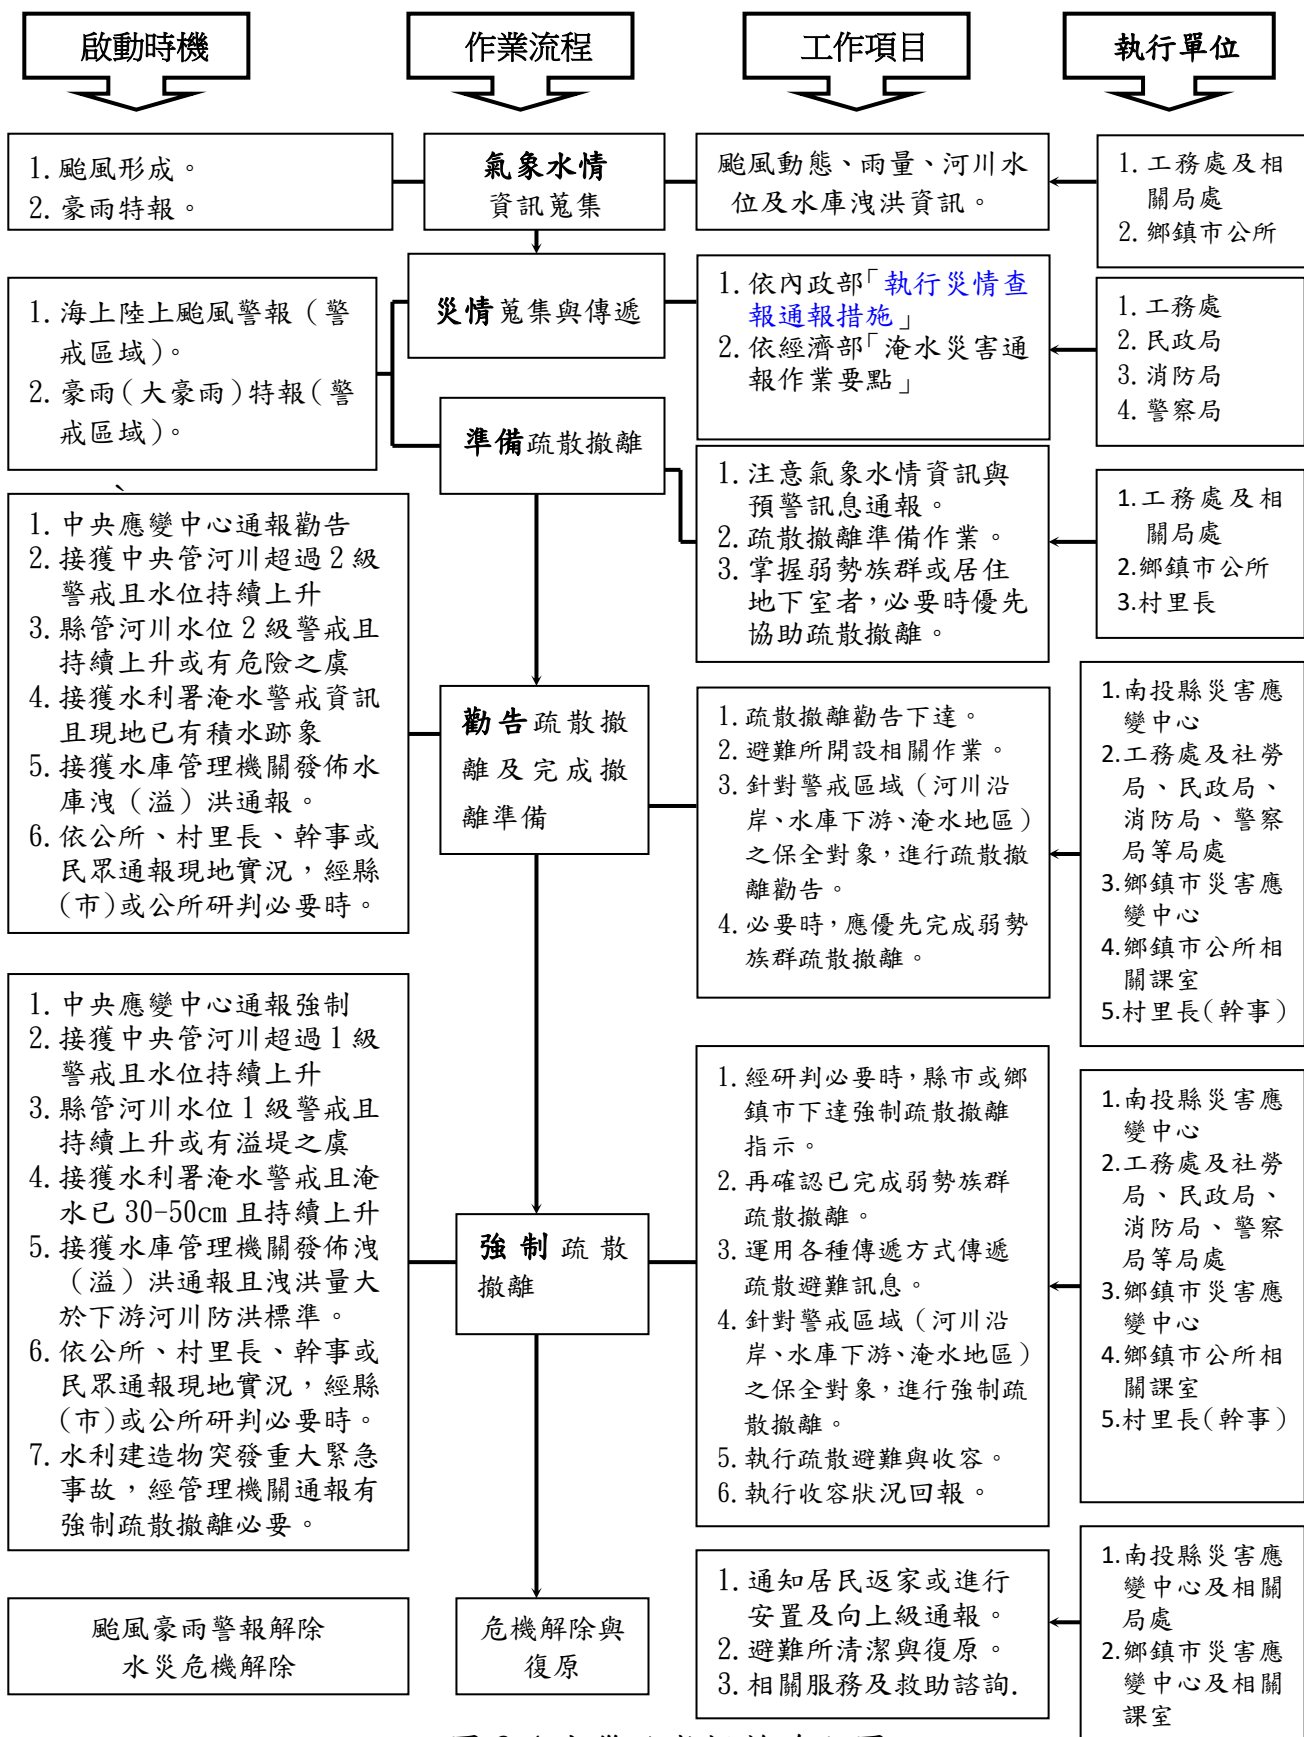 啟動時機
作業流程
工作項目
執行單位
1. 颱風形成。
2. 豪雨特報。
氣象水情
資訊蒐集
颱風動態、雨量、河川水
位及水庫洩洪資訊。
1. 工務處及相
關局處
2. 鄉鎮市公所
1. 海上陸上颱風警報（警
戒區域）。
2. 豪雨（大豪雨）特報（警
戒區域）。
災情蒐集與傳遞
1. 依內政部「執行災情查
報通報措施」
2. 依經濟部「淹水災害通
報作業要點」
1. 工務處
2. 民政局
3. 消防局
4. 警察局
準備疏散撤離
1. 注意氣象水情資訊與
預警訊息通報。
2. 疏散撤離準備作業。
3. 掌握弱勢族群或居住
地下室者，必要時優先
協助疏散撤離。
1. 工務處及相
關局處
2.鄉鎮市公所
3.村里長
、
1. 中央應變中心通報勸告
2. 接獲中央管河川超過 2 級
警戒且水位持續上升
3. 縣管河川水位 2 級警戒且
持續上升或有危險之虞
4. 接獲水利署淹水警戒資訊
且現地已有積水跡象
5. 接獲水庫管理機關發佈水
庫洩（溢）洪通報。
6. 依公所、村里長、幹事或
民眾通報現地實況，經縣
(市)或公所研判必要時。
勸告疏散撤
離及完成撤
離準備
1. 疏散撤離勸告下達。
2. 避難所開設相關作業。
3. 針對警戒區域（河川沿
岸、水庫下游、淹水地區）
之保全對象，進行疏散撤
離勸告。
4. 必要時，應優先完成弱勢
族群疏散撤離。
1.南投縣災害應
變中心
2.工務處及社勞
局、民政局、
消防局、警察
局等局處
3.鄉鎮市災害應
變中心
4.鄉鎮市公所相
關課室
5.村里長（幹事）
1. 中央應變中心通報強制
2. 接獲中央管河川超過 1 級
警戒且水位持續上升
3. 縣管河川水位 1 級警戒且
持續上升或有溢堤之虞
4. 接獲水利署淹水警戒且淹
水已 30-50cm 且持續上升
5. 接獲水庫管理機關發佈洩
（溢）洪通報且洩洪量大
於下游河川防洪標準。
6. 依公所、村里長、幹事或
民眾通報現地實況，經縣
(市)或公所研判必要時。
7. 水利建造物突發重大緊急
事故，經管理機關通報有
強制疏散撤離必要。
強制疏散
撤離
1. 經研判必要時，縣市或鄉
鎮市下達強制疏散撤離
指示。
2. 再確認已完成弱勢族群
疏散撤離。
3. 運用各種傳遞方式傳遞
疏散避難訊息。
4. 針對警戒區域（河川沿
岸、水庫下游、淹水地區）
之保全對象，進行強制疏
散撤離。
5. 執行疏散避難與收容。
6. 執行收容狀況回報。
1.南投縣災害應
變中心
2.工務處及社勞
局、民政局、
消防局、警察
局等局處
3.鄉鎮市災害應
變中心
4.鄉鎮市公所相
關課室
5.村里長（幹事）
颱風豪雨警報解除
水災危機解除
危機解除與
復原
1. 通知居民返家或進行
安置及向上級通報。
2. 避難所清潔與復原。
3. 相關服務及救助諮詢.
1.南投縣災害應
變中心及相關
局處
2.鄉鎮市災害應
變中心及相關
課室